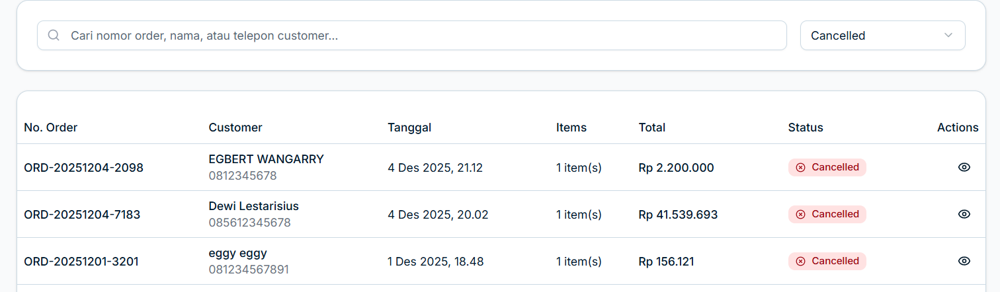 Cari nomor order, nama, atau telepon customer...
Cancelled
No. Order Customer Tanggal Items Total Status Actions
ORD-20251204-2098 EGBERT WANGARRY 4 Des 2025, 21.12 1 item(s) Rp 2.200.000 Cancelled
0812345678
ORD-20251204-7183 Dewi Lestarisius 4 Des 2025, 20.02 1 item(s) Rp 41.539.693 Cancelled
085612345678
ORD-20251201-3201 eggy eggy 1 Des 2025, 18.48 1 item(s) Rp 156.121 Cancelled
081234567891